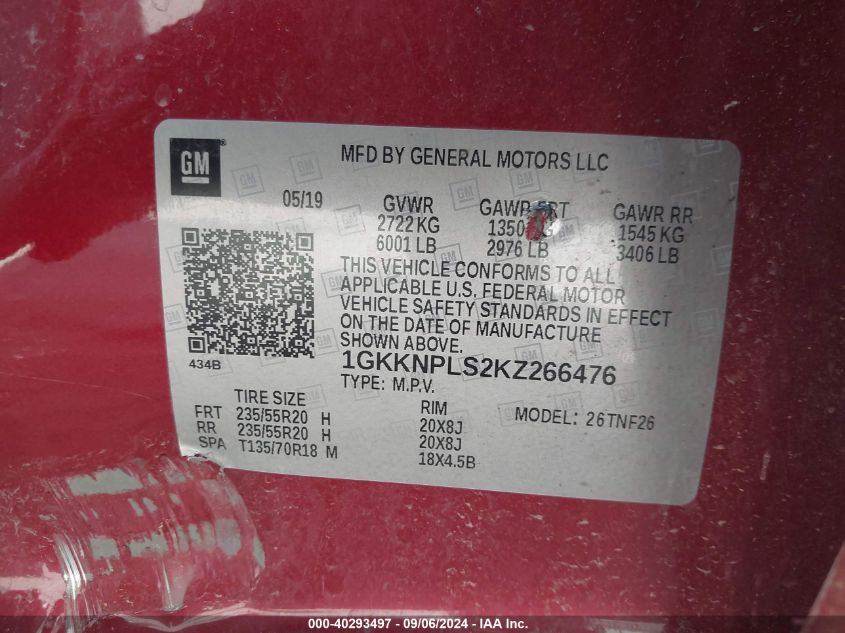 GM
MFD BY GENERAL MOTORS LLC
05/19 GVWR GAWR FRT GAWR RR
2722 KG 1350 KG 1545 KG
6001 LB 2976 LB 3406 LB
THIS VEHICLE CONFORMS TO ALL
APPLICABLE U.S. FEDERAL MOTOR
VEHICLE SAFETY STANDARDS IN EFFECT
ON THE DATE OF MANUFACTURE
SHOWN ABOVE.
434B
1GKKNPLS2KZ266476
TYPE: M.P.V.
TIRE SIZE RIM MODEL: 26TNF26
FRT 235/55R20 H 20X8J
RR 235/55R20 H 20X8J
SPA T135/70R18 M 18X4.5B
000-40293497 - 09/06/2024 - IAA Inc.